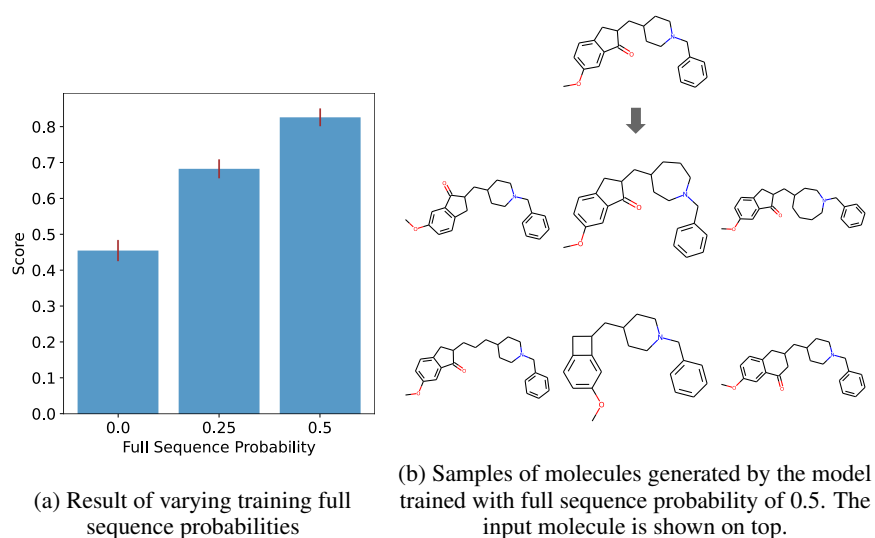 0.8
0.7
0.6
0.5
0.4
0.3
0.2
0.1
0.0
Score
0.0 0.25 0.5
Full Sequence Probability
(a) Result of varying training full
sequence probabilities
O
N
O
O
N
O
O
N
O
O
N
O
O
N
O
N
O
O
N
O
(b) Samples of molecules generated by the model
trained with full sequence probability of 0.5. The
input molecule is shown on top.